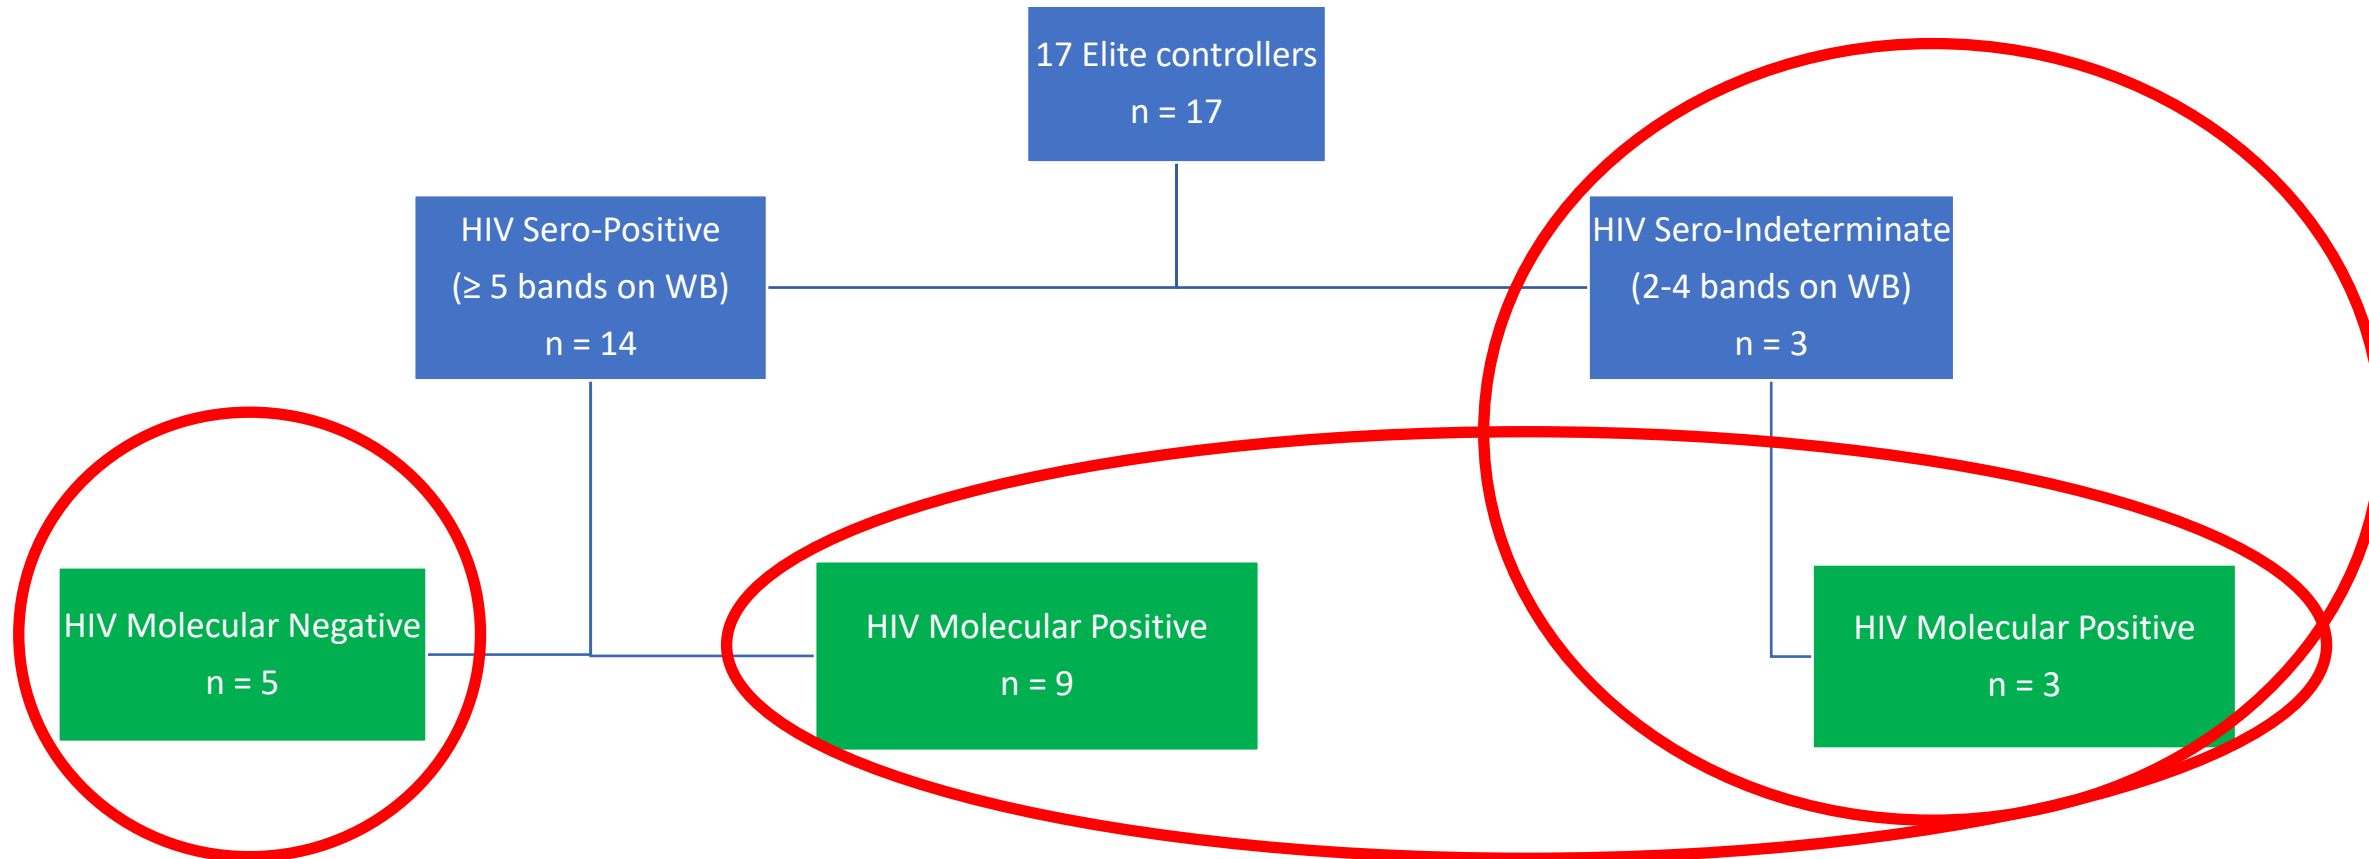 17 Elite controllers
n = 17
HIV Sero-Positive
(≥ 5 bands on WB)
n = 14
HIV Sero-Indeterminate
(2-4 bands on WB)
n = 3
HIV Molecular Negative
n = 5
HIV Molecular Positive
n = 9
HIV Molecular Positive
n = 3